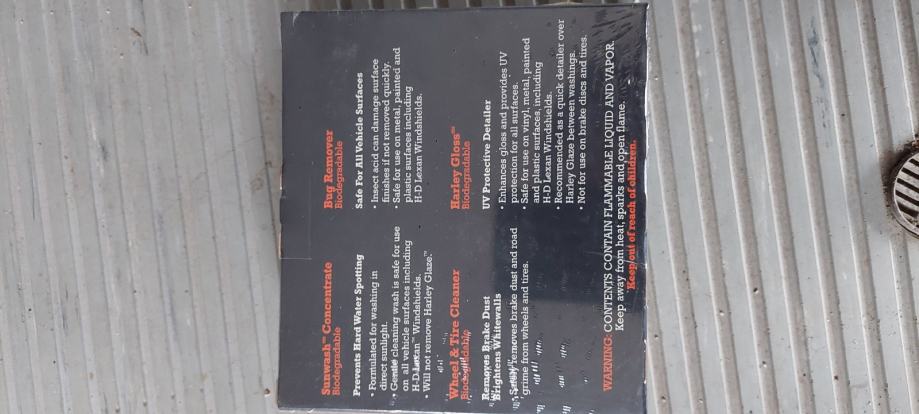 Sunwash™ Concentrate
Biodegradable
Prevents Hard Water Spotting
• Formulated for washing in
direct sunlight.
• Gentle cleaning wash is safe for use
on all vehicle surfaces including
H-D Lexan™ Windshields.
• Will not remove Harley Glaze.™
Bug Remover
Biodegradable
Safe For All Vehicle Surfaces
• Insect acid can damage surface
finishes if not removed quickly.
• Safe for use on metal, painted and
plastic surfaces including
H-D Lexan Windshields.
Wheel & Tire Cleaner
Biodegradable
Removes Brake Dust
Brightens Whitewalls
• Safely removes brake dust and road
grime from wheels and tires.
Harley Gloss™
Biodegradable
UV Protective Detailer
• Enhances gloss and provides UV
protection for all surfaces.
• Safe for use on vinyl, metal, painted
and plastic surfaces, including
H-D Lexan Windshields.
• Recommended as a quick detailer over
Harley Glaze between washings.
• Not for use on brake discs and tires.
WARNING: CONTENTS CONTAIN FLAMMABLE LIQUID AND VAPOR.
Keep away from heat, sparks and open flame.
Keep out of reach of children.